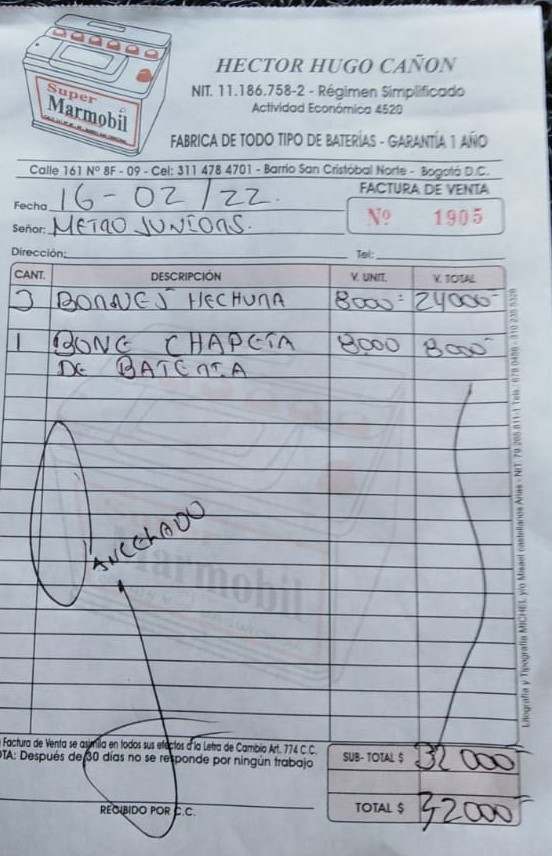 HECTOR HUGO CAÑON
NIT. 11.186.758-2 - Régimen Simplificado
Actividad Económica 4520
Super
Marmobil
FABRICA DE TODO TIPO DE BATERÍAS - GARANTÍA 1 AÑO
Calle 161 Nº 8F - 09 - Cel: 311 478 4701 - Barrio San Cristóbal Norte - Bogotá D.C.
Fecha 16-02/22.
FACTURA DE VENTA
Nº 1905
Señor: METRO JUNIORS.
Dirección: Tel:
CANT. DESCRIPCIÓN V. UNIT. V. TOTAL
3 BORNES HECHURA 8000 24000
1 BONE CHAPETA 8000 8000
DE BATERIA
Super
Marmobil
Factura de Venta se asimila en todos sus efectos a la Letra de Cambio Art. 774 C.C.
OTA: Después de 30 días no se responde por ningún trabajo
SUB- TOTAL $ 32000
RECIBIDO POR C.C.
TOTAL $ 32000